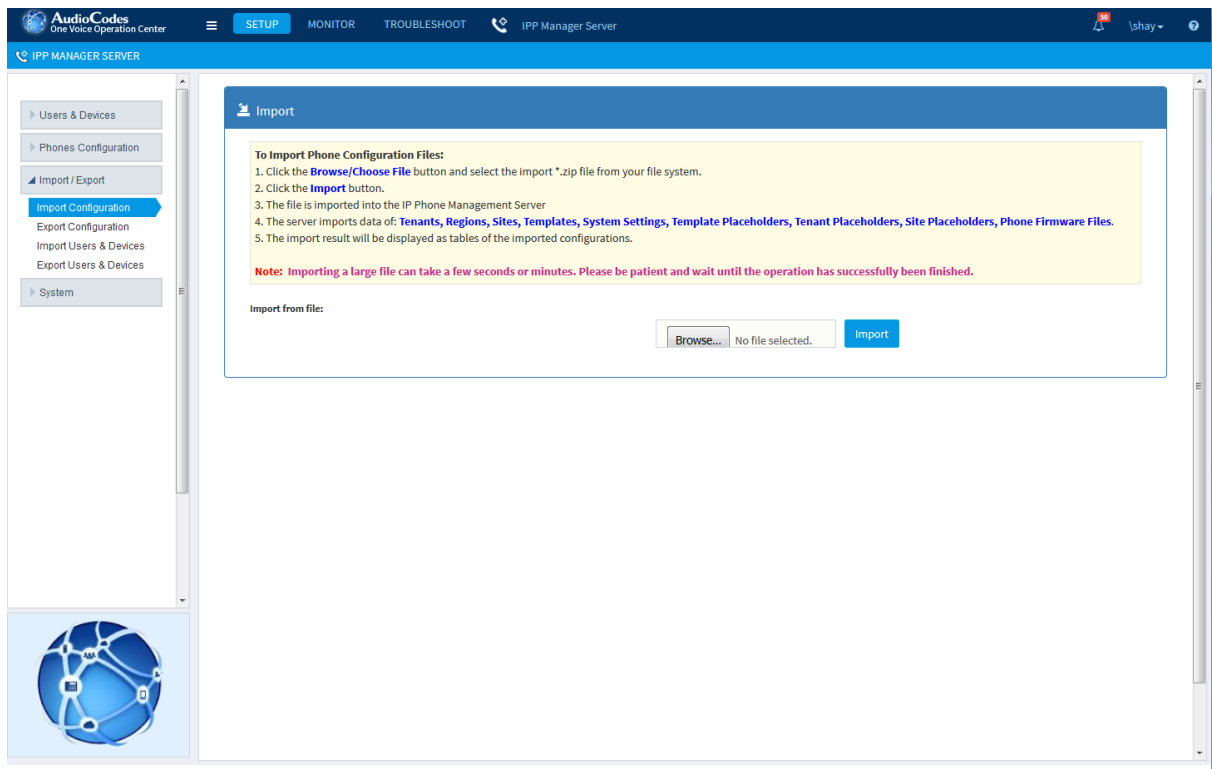 AudioCodes
One Voice Operation Center
SETUP
MONITOR
TROUBLESHOOT
IPP Manager Server
50
\shay
IPP MANAGER SERVER
Users & Devices
Phones Configuration
Import / Export
Import Configuration
Export Configuration
Import Users & Devices
Export Users & Devices
System
Import
To Import Phone Configuration Files:
1. Click the Browse/Choose File button and select the import *.zip file from your file system.
2. Click the Import button.
3. The file is imported into the IP Phone Management Server
4. The server imports data of: Tenants, Regions, Sites, Templates, System Settings, Template Placeholders, Tenant Placeholders, Site Placeholders, Phone Firmware Files.
5. The import result will be displayed as tables of the imported configurations.
Note: Importing a large file can take a few seconds or minutes. Please be patient and wait until the operation has successfully been finished.
Import from file:
Browse... No file selected.
Import